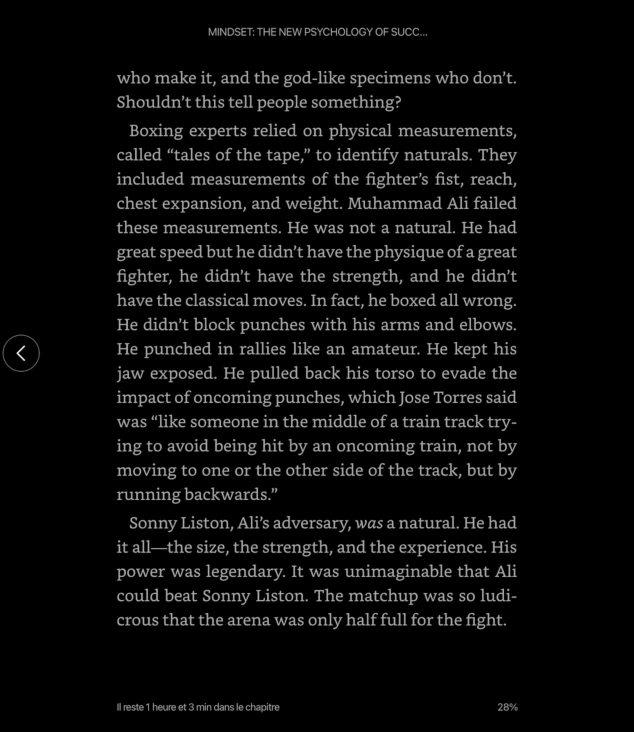 MINDSET: THE NEW PSYCHOLOGY OF SUCC...
who make it, and the god-like specimens who don’t.
Shouldn’t this tell people something?
Boxing experts relied on physical measurements,
called “tales of the tape,” to identify naturals. They
included measurements of the fighter’s fist, reach,
chest expansion, and weight. Muhammad Ali failed
these measurements. He was not a natural. He had
great speed but he didn’t have the physique of a great
fighter, he didn’t have the strength, and he didn’t
have the classical moves. In fact, he boxed all wrong.
He didn’t block punches with his arms and elbows.
He punched in rallies like an amateur. He kept his
jaw exposed. He pulled back his torso to evade the
impact of oncoming punches, which Jose Torres said
was “like someone in the middle of a train track try-
ing to avoid being hit by an oncoming train, not by
moving to one or the other side of the track, but by
running backwards.”
Sonny Liston, Ali’s adversary, was a natural. He had
it all—the size, the strength, and the experience. His
power was legendary. It was unimaginable that Ali
could beat Sonny Liston. The matchup was so ludi-
crous that the arena was only half full for the fight.
Il reste 1 heure et 3 min dans le chapitre
28%